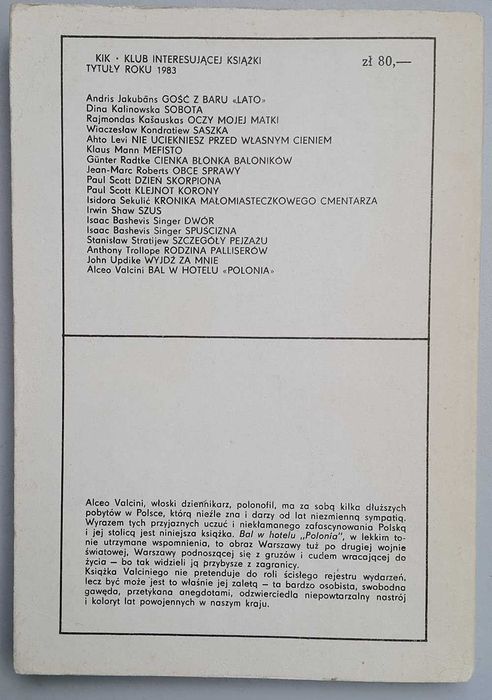 KIK · KLUB INTERESUJĄCEJ KSIĄŻKI
TYTUŁY ROKU 1983
zł 80,—
Andris Jakubāns GOŚĆ Z BARU «LATO»
Dina Kalinowska SOBOTA
Rajmondas Kašauskas OCZY MOJEJ MATKI
Wiaczesław Kondratiew SASZKA
Ahto Levi NIE UCIEKNIESZ PRZED WŁASNYM CIENIEM
Klaus Mann MEFISTO
Günter Radtke CIENKA BŁONKA BALONIKÓW
Jean-Marc Roberts OBCE SPRAWY
Paul Scott DZIEŃ SKORPIONA
Paul Scott KLEJNOT KORONY
Isidora Sekulić KRONIKA MAŁOMIASTECZKOWEGO CMENTARZA
Irwin Shaw SZUS
Isaac Bashevis Singer DWÓR
Isaac Bashevis Singer SPUŚCIZNA
Stanisław Stratijew SZCZEGÓŁY PEJZAŻU
Anthony Trollope RODZINA PALLISERÓW
John Updike WYJDŹ ZA MNIE
Alceo Valcini BAL W HOTELU «POLONIA»
Alceo Valcini, włoski dziennikarz, polonofil, ma za sobą kilka dłuższych
pobytów w Polsce, którą nieźle zna i darzy od lat niezmienną sympatią.
Wyrazem tych przyjaznych uczuć i niekłamanego zafascynowania Polską
i jej stolicą jest niniejsza książka. Bal w hotelu „Polonia", w lekkim to-
nie utrzymane wspomnienia, to obraz Warszawy tuż po drugiej wojnie
światowej, Warszawy podnoszącej się z gruzów i cudem wracającej do
życia — bo tak widzieli ją przybysze z zagranicy.
Książka Valciniego nie pretenduje do roli ścisłego rejestru wydarzeń,
lecz być może jest to właśnie jej zaletą — ta bardzo osobista, swobodna
gawęda, przetykana anegdotami, odzwierciedla niepowtarzalny nastrój
i koloryt lat powojennych w naszym kraju.